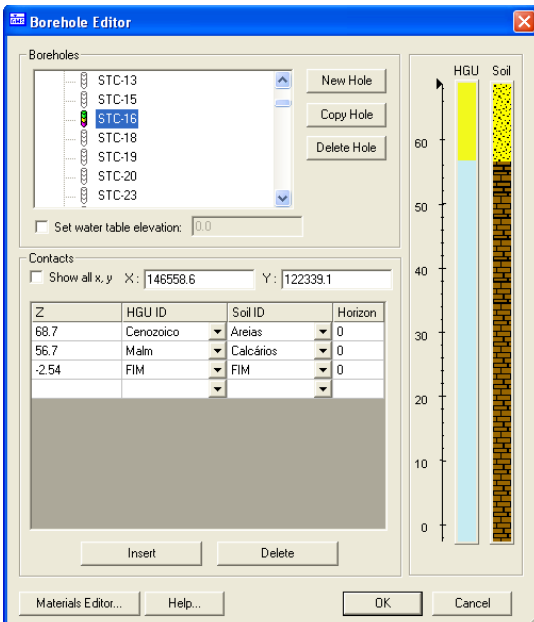 GMS Borehole Editor
Boreholes
STC-13
STC-15
STC-16
STC-18
STC-19
STC-20
STC-23
New Hole
Copy Hole
Delete Hole
Set water table elevation: 0.0
Contacts
Show all x, y X: 146558.6 Y: 122339.1
Z HGU ID Soil ID Horizon
68.7 Cenozoico Areias 0
56.7 Malm Calcários 0
-2.54 FIM FIM 0
Insert Delete
HGU Soil
60
50
40
30
20
10
0
Materials Editor... Help... OK Cancel